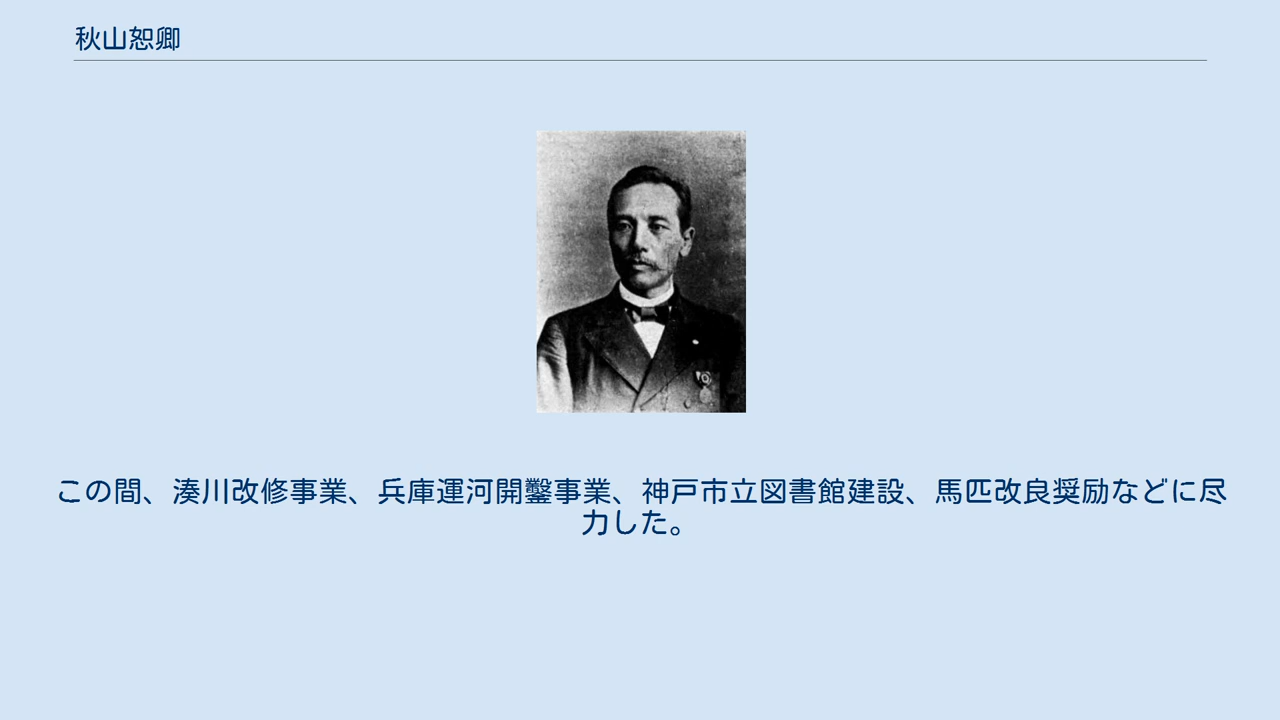 秋山恕卿
この間、湊川改修事業、兵庫運河開鑿事業、神戸市立図書館建設、馬匹改良奨励などに尽
力した。